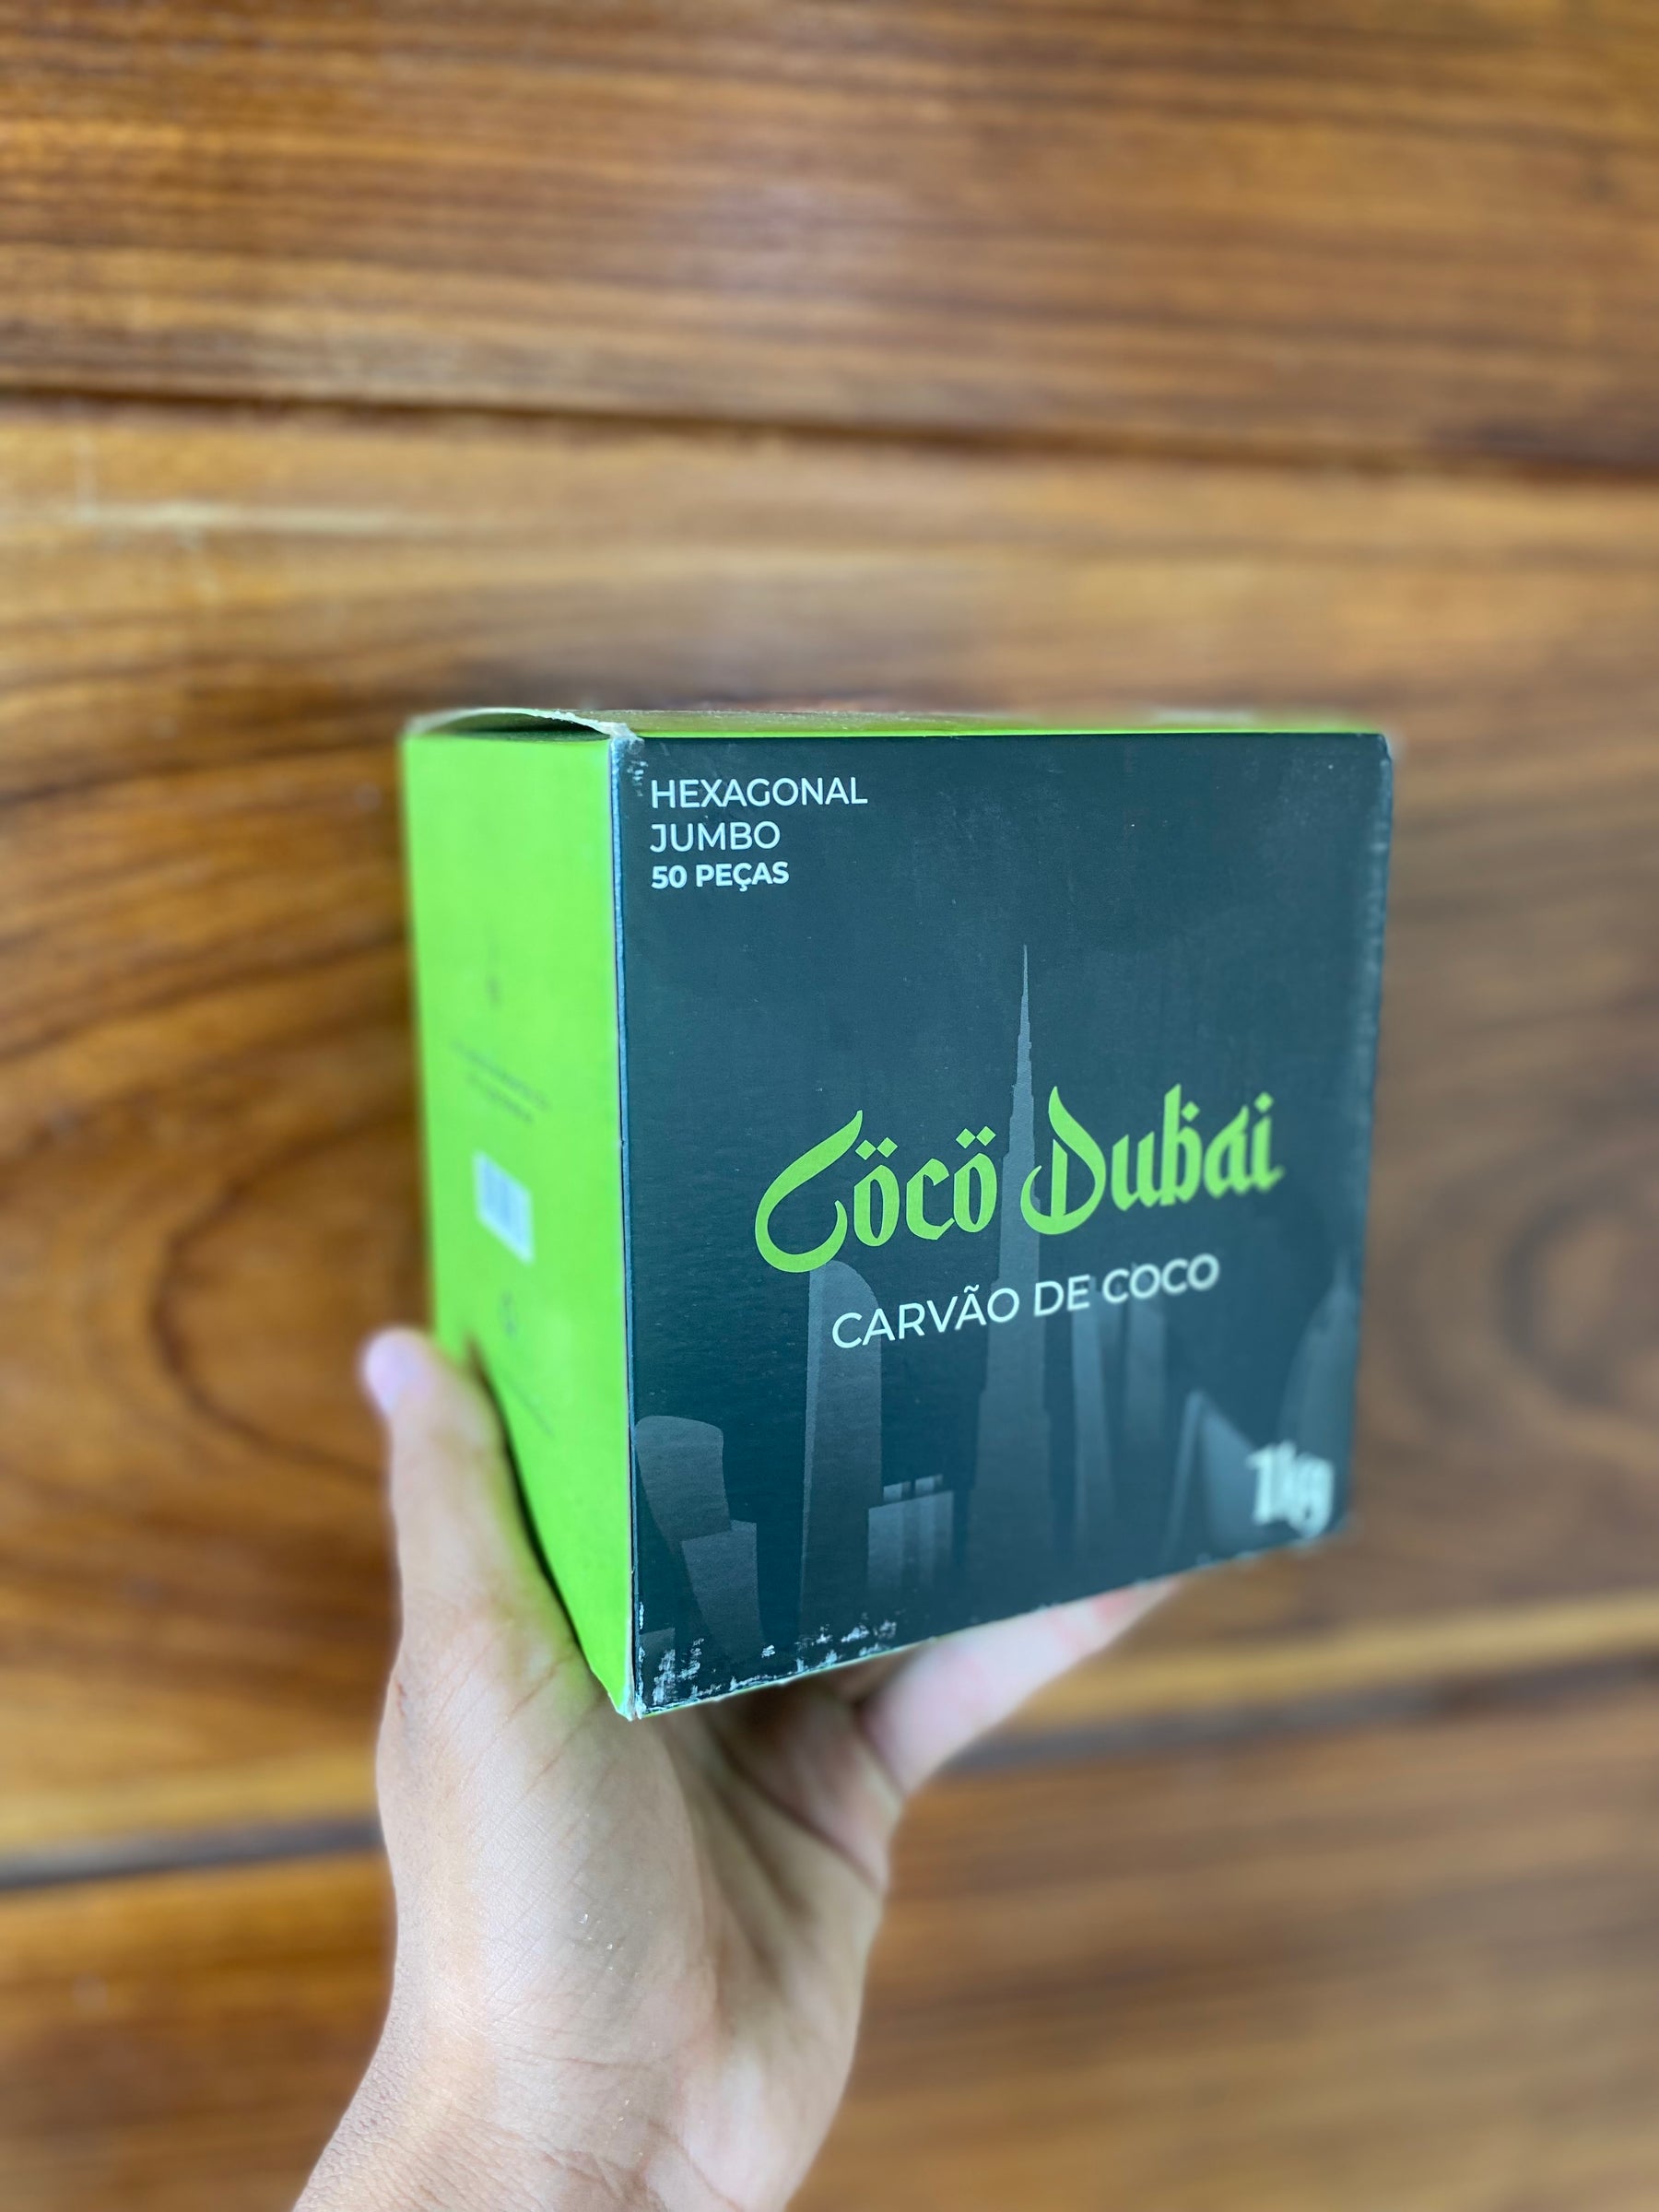 HEXAGONAL
JUMBO
50 PEÇAS
Cöcö Dubai
CARVÃO DE COCO
1kg